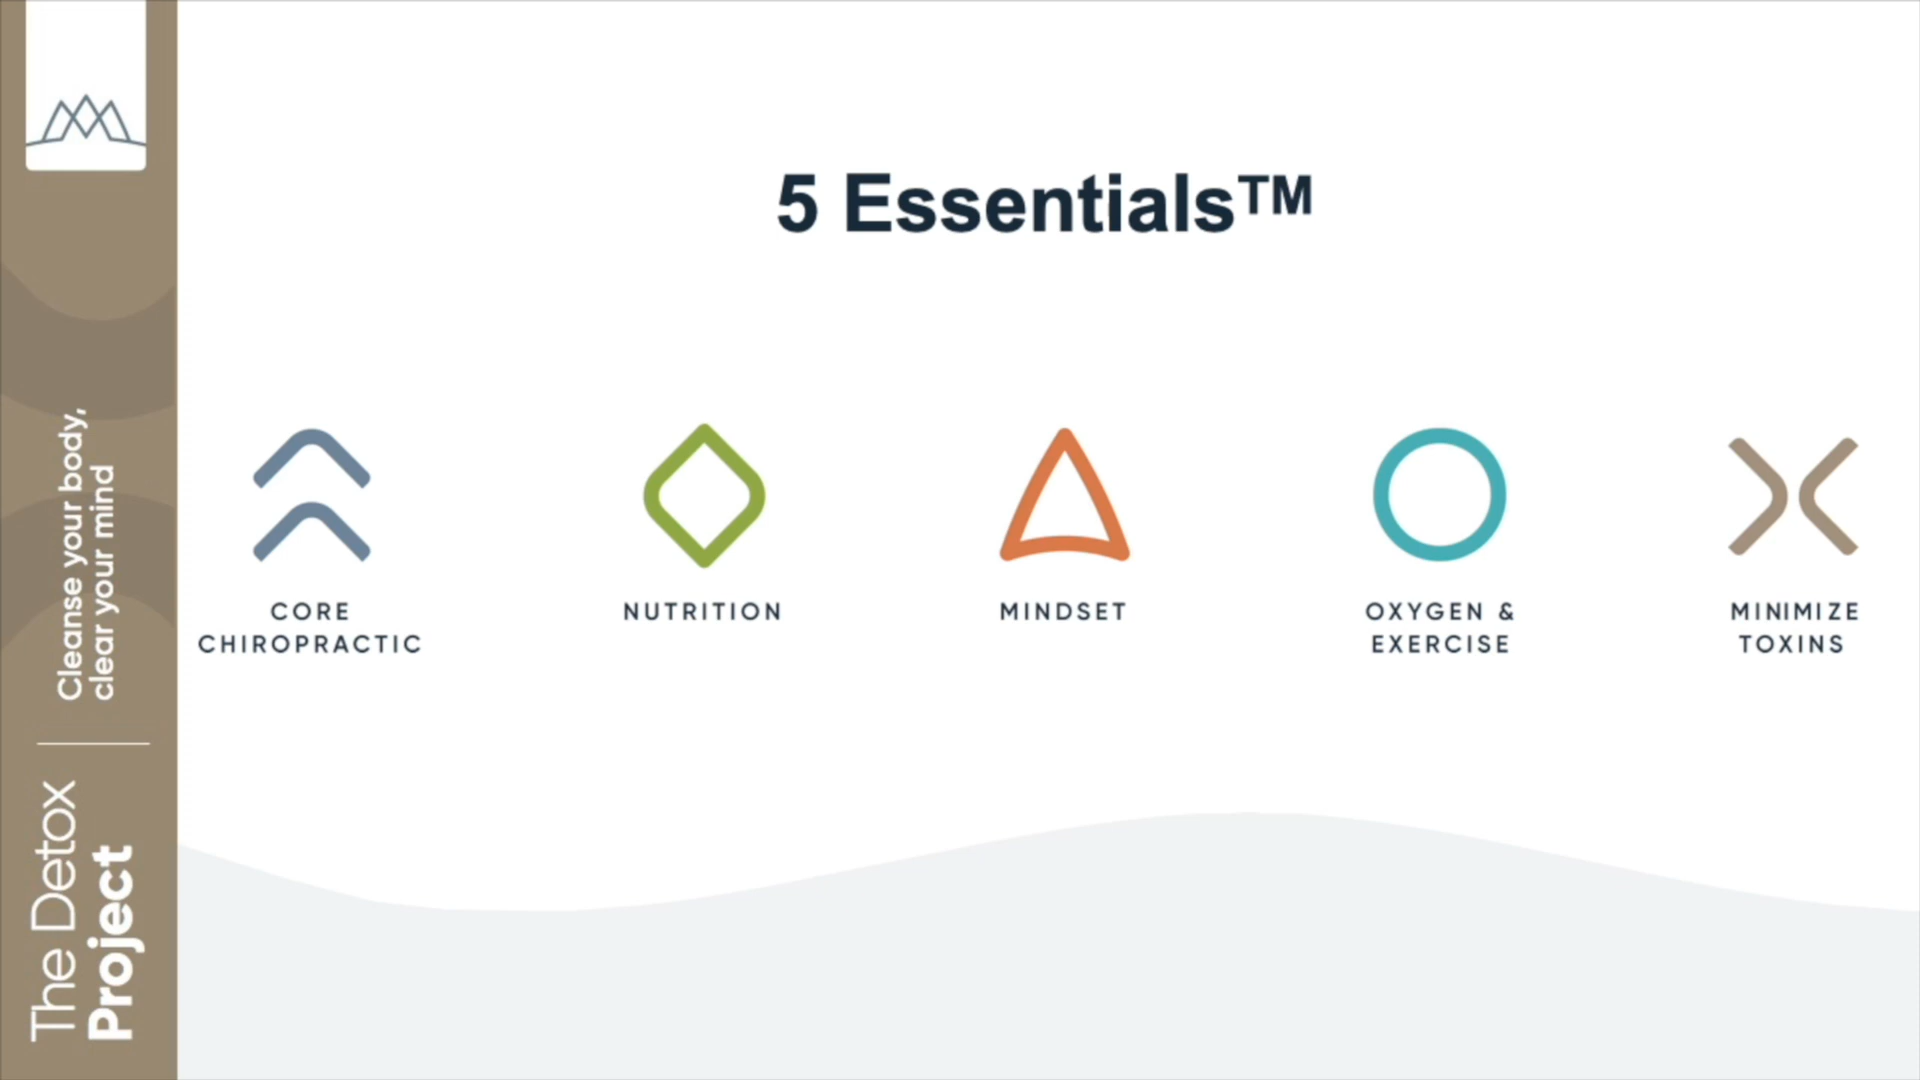 5 Essentials™
CORE
CHIROPRACTIC
NUTRITION
MINDSET
OXYGEN &
EXERCISE
MINIMIZE
TOXINS
The Detox
Project
Cleanse your body,
clear your mind